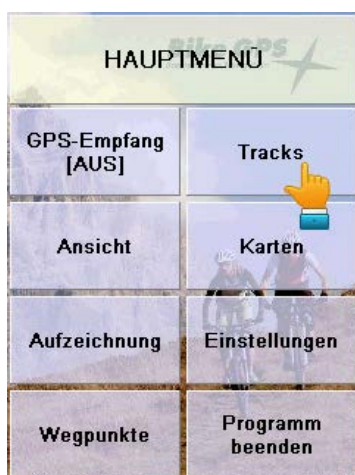 Bike GPS
HAUPTMENÜ
GPS-Empfang
[AUS]
Tracks
Ansicht
Karten
Aufzeichnung
Einstellungen
Wegpunkte
Programm
beenden